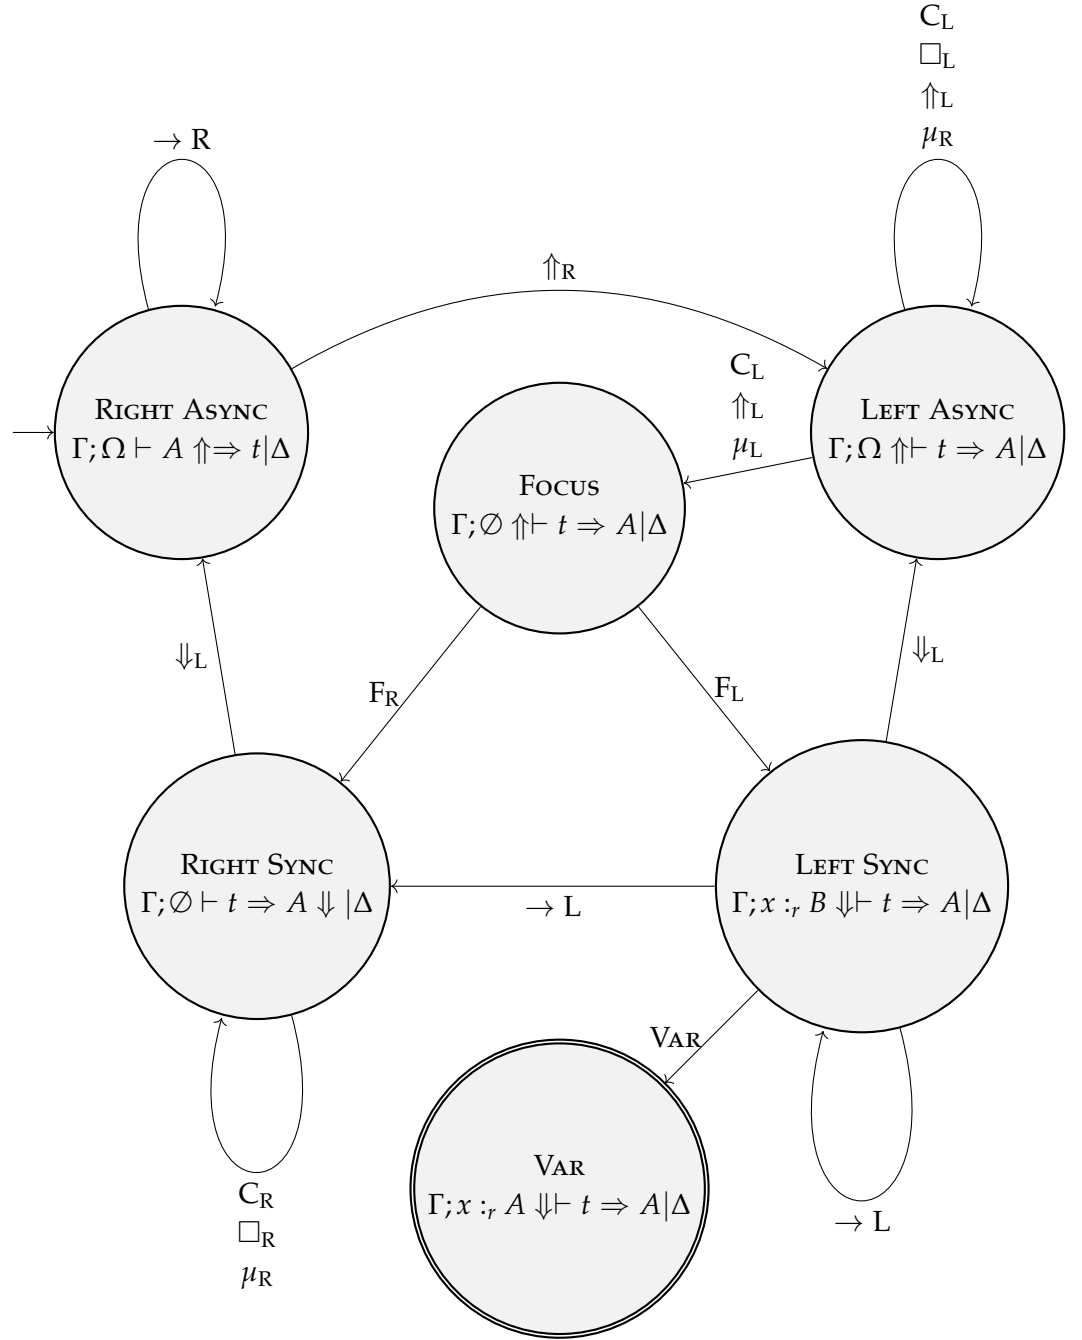 C_L
□_L
⇑_L
μ_R
→ R
⇑_R
C_L
⇑_L
μ_L
RIGHT ASYNC
Γ; Ω ⊢ A ⇑⇒ t|Δ
LEFT ASYNC
Γ; Ω ⇑⊢ t ⇒ A|Δ
FOCUS
Γ; ∅ ⇑⊢ t ⇒ A|Δ
⇓_L
⇓_L
F_R
F_L
RIGHT SYNC
Γ; ∅ ⊢ t ⇒ A ⇓ |Δ
LEFT SYNC
Γ; x :_r B ⇓⊢ t ⇒ A|Δ
→ L
VAR
VAR
Γ; x :_r A ⇓⊢ t ⇒ A|Δ
C_R
□_R
μ_R
→ L